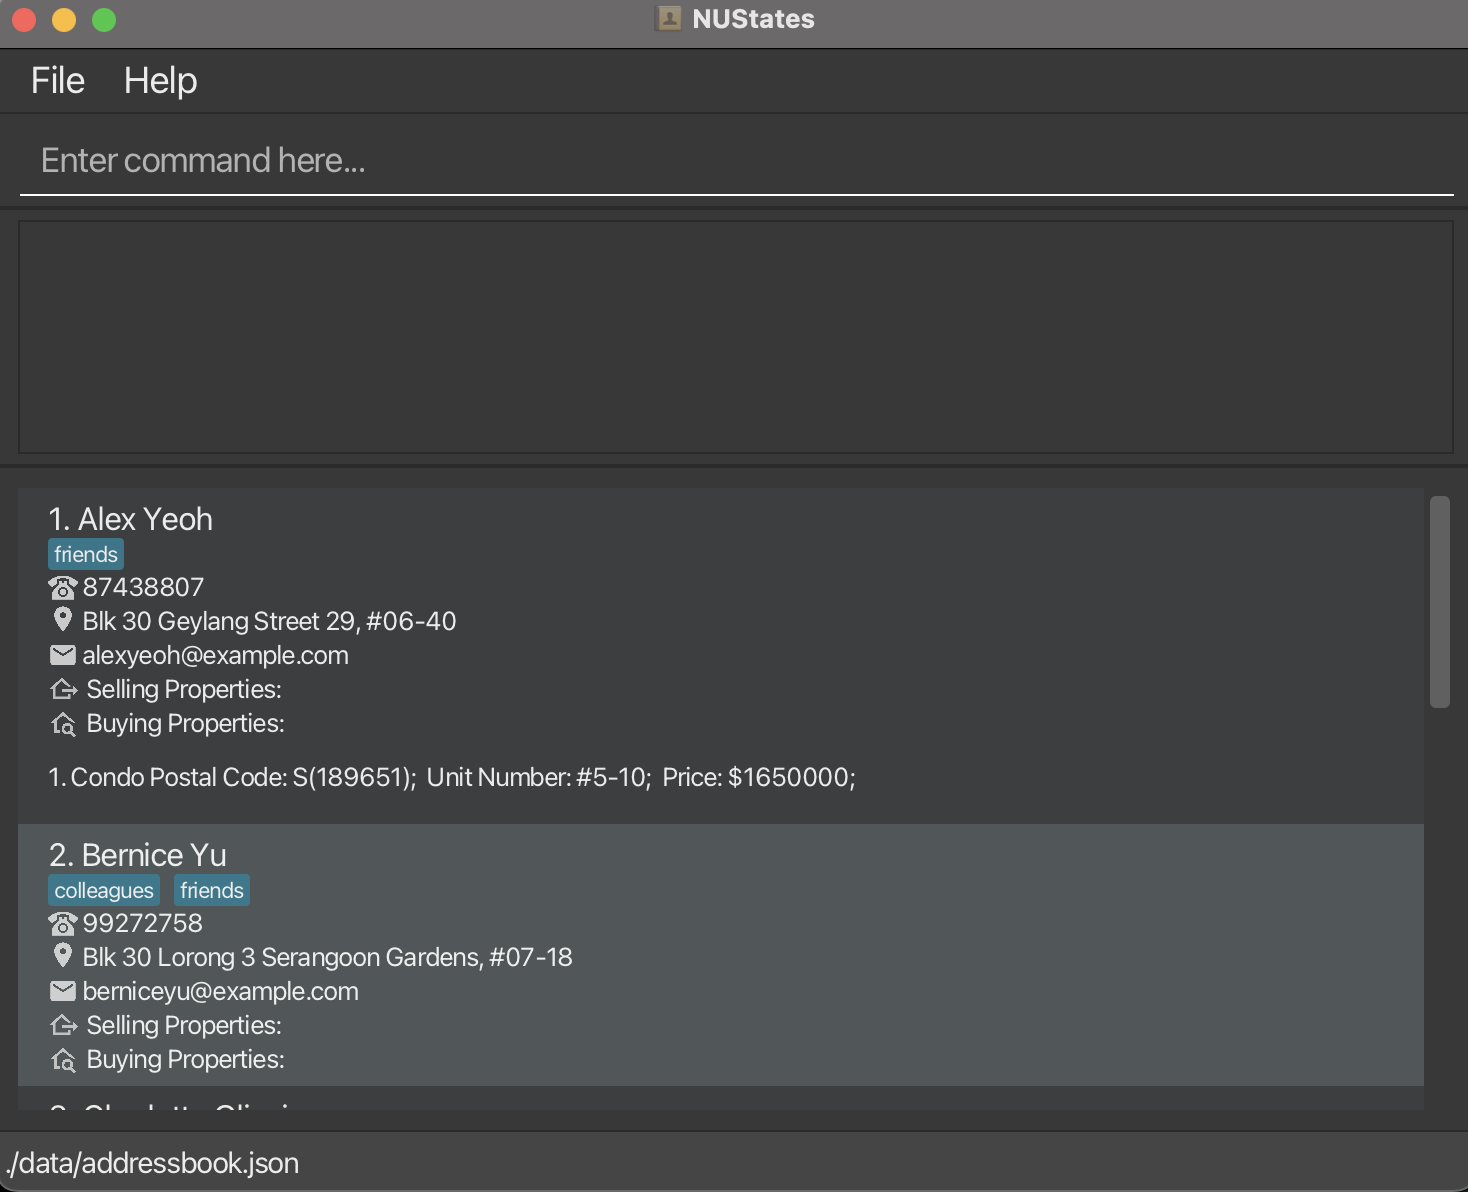 NUStates
File Help
Enter command here...
1. Alex Yeoh
friends
87438807
Blk 30 Geylang Street 29, #06-40
alexyeoh@example.com
Selling Properties:
Buying Properties:
1. Condo Postal Code: S(189651); Unit Number: #5-10; Price: $1650000;
2. Bernice Yu
colleagues friends
99272758
Blk 30 Lorong 3 Serangoon Gardens, #07-18
berniceyu@example.com
Selling Properties:
Buying Properties:
./data/addressbook.json